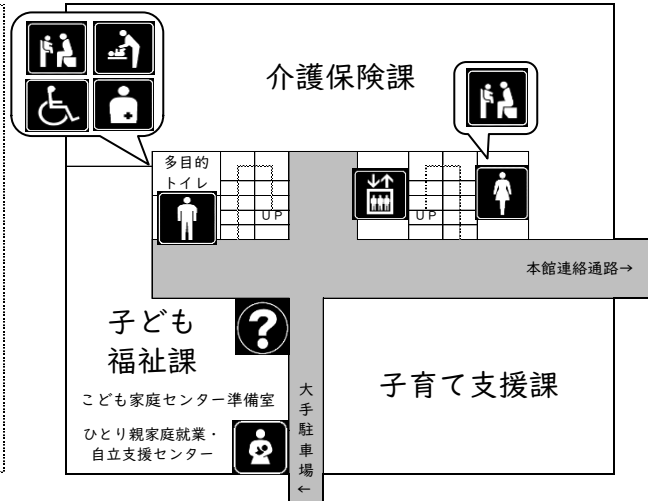 介護保険課
多目的
トイレ
UP
UP
本館連絡通路→
子ども
福祉課
?
こども家庭センター準備室
ひとり親家庭就業・
自立支援センター
大手駐車場←
子育て支援課